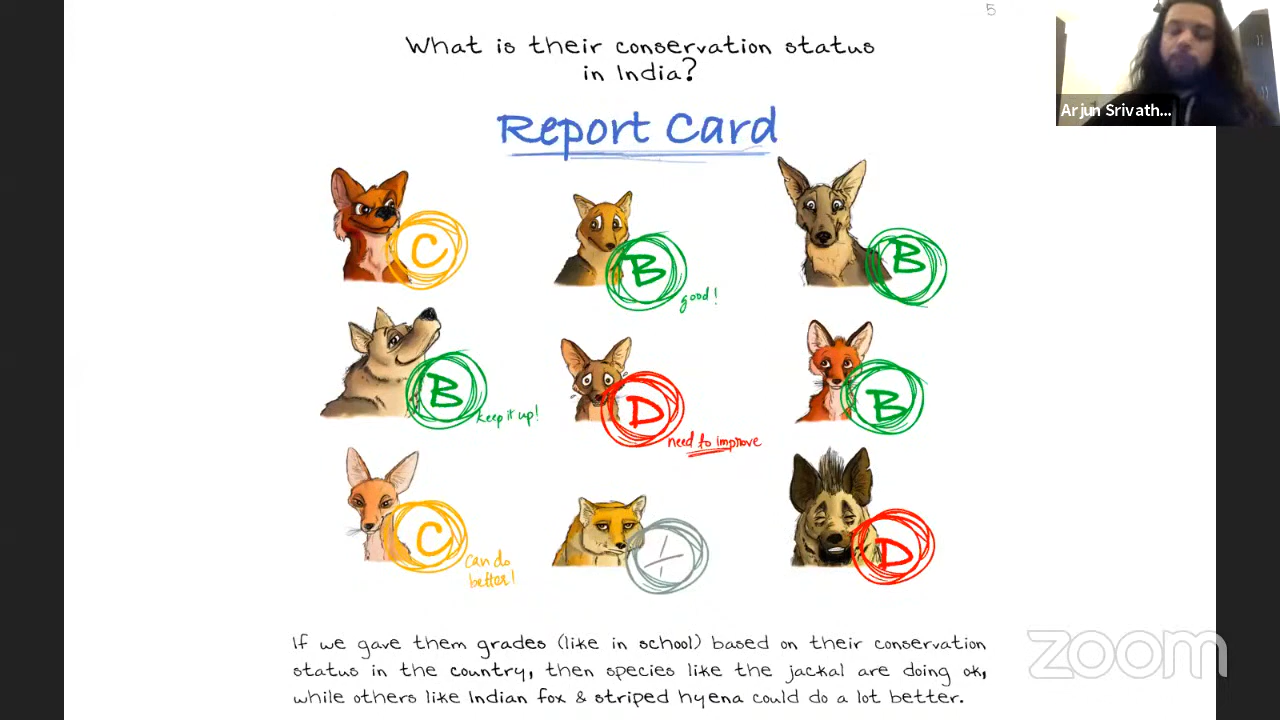 5
What is their conservation status
in India?
Report Card
Arjun Srivath...
C
B
good!
B
B
keep it up!
D
need to improve
B
C
can do
better!
D
If we gave them grades (like in school) based on their conservation
status in the country, then species like the jackal are doing ok,
while others like Indian fox & striped hyena could do a lot better.
zoom